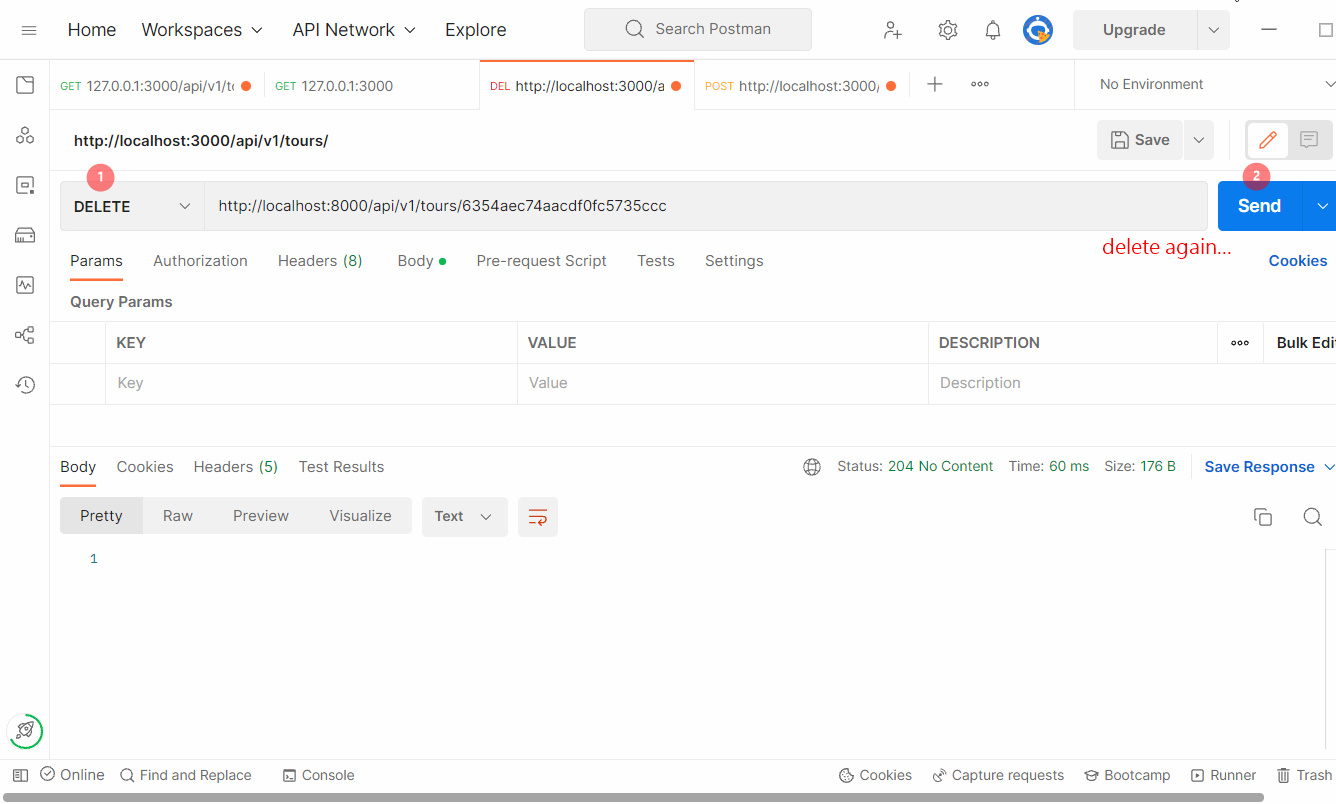 Home Workspaces API Network Explore Search Postman Upgrade
GET 127.0.0.1:3000/api/v1/t GET 127.0.0.1:3000 DEL http://localhost:3000/a POST http://localhost:3000/ No Environment
http://localhost:3000/api/v1/tours/ Save
1 2
DELETE http://localhost:8000/api/v1/tours/6354aec74aacdf0fc5735ccc Send
delete again...
Params Authorization Headers (8) Body Pre-request Script Tests Settings Cookies
Query Params
KEY VALUE DESCRIPTION Bulk Edit
Key Value Description
Body Cookies Headers (5) Test Results Status: 204 No Content Time: 60 ms Size: 176 B Save Response
Pretty Raw Preview Visualize Text
1
Online Find and Replace Console Cookies Capture requests Bootcamp Runner Trash